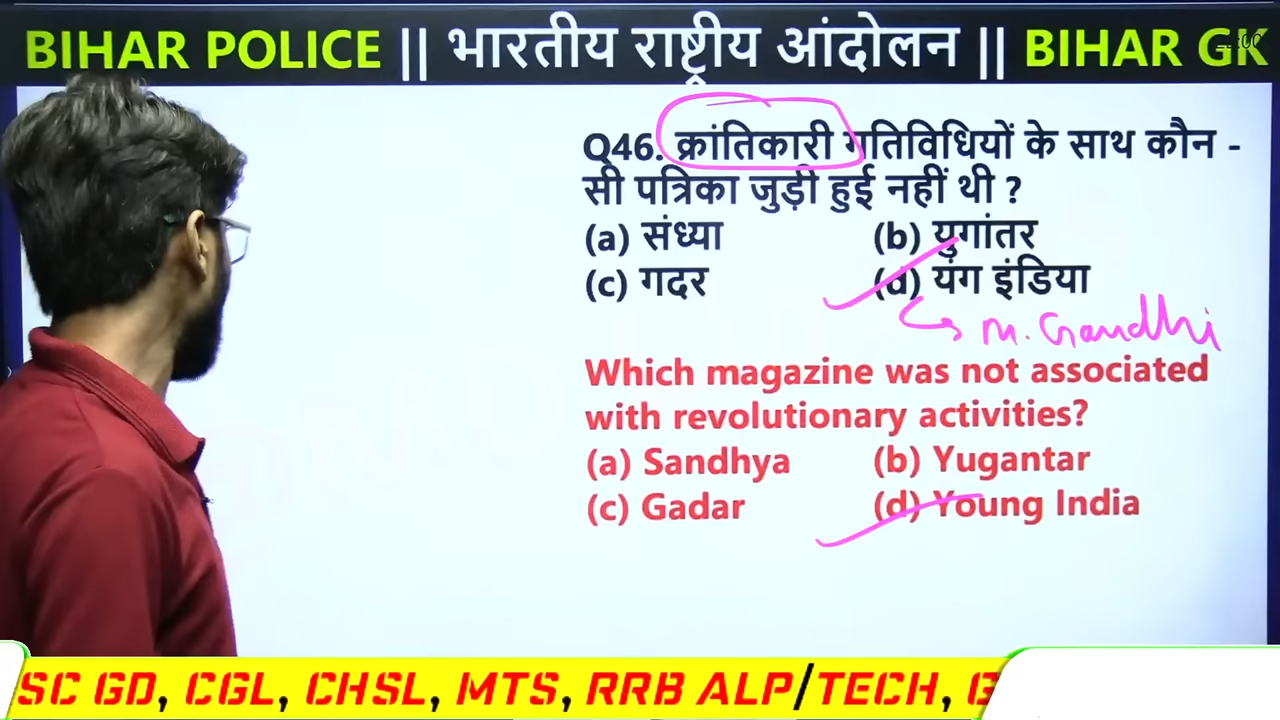 BIHAR POLICE || भारतीय राष्ट्रीय आंदोलन || BIHAR GK
Q46. क्रांतिकारी गतिविधियों के साथ कौन -
सी पत्रिका जुड़ी हुई नहीं थी ?
(a) संध्या (b) युगांतर
(c) गदर (d) यंग इंडिया
M. Gandhi
Which magazine was not associated
with revolutionary activities?
(a) Sandhya (b) Yugantar
(c) Gadar (d) Young India
SC GD, CGL, CHSL, MTS, RRB ALP/TECH, G